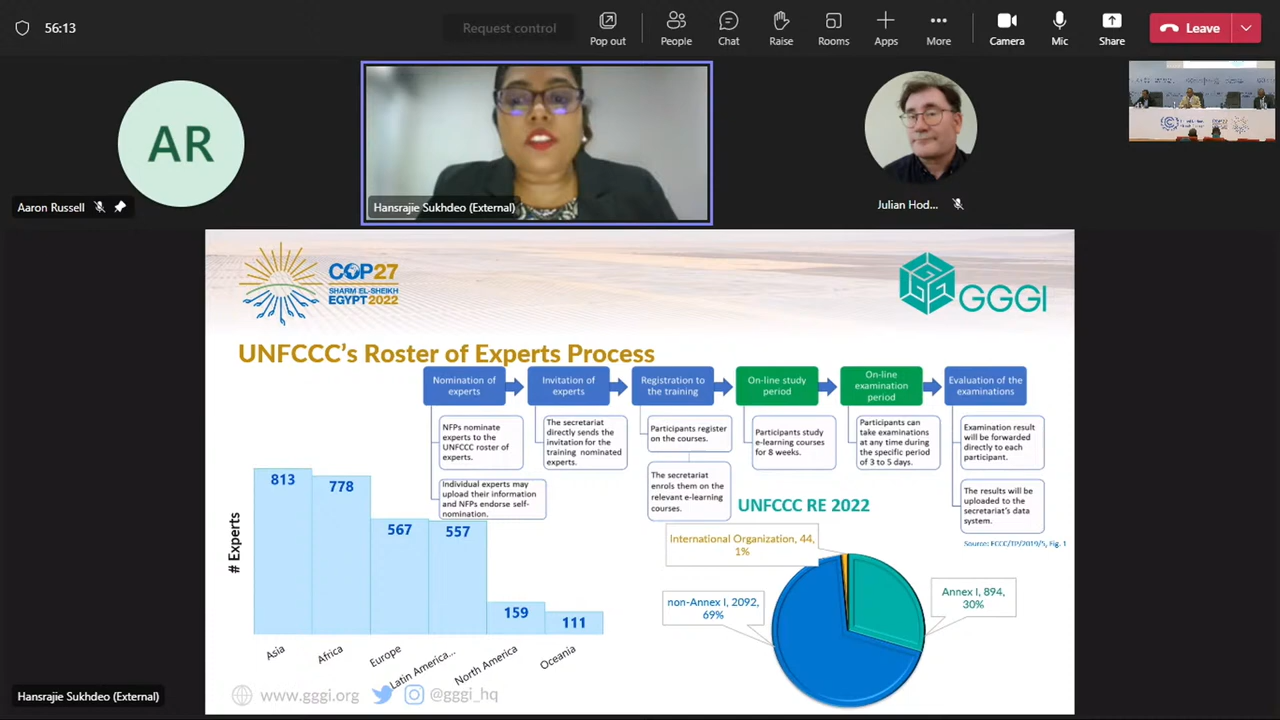 56:13
Request control
Pop out
People
Chat
Raise
Rooms
Apps
More
Camera
Mic
Share
Leave
AR
Aaron Russell
Hansrajie Sukhdeo (External)
Julian Hod...
COP27
SHARM EL-SHEIKH
EGYPT 2022
GGGI
UNFCCC's Roster of Experts Process
Nomination of
experts
Invitation of
experts
Registration to
the training
On-line study
period
On-line
examination
period
Evaluation of the
examinations
NFPs nominate
experts to the
UNFCCC roster of
experts.
Individual experts may
upload their information
and NFPs endorse self-
nomination.
The secretariat
directly sends the
invitation for the
training nominated
experts.
Participants register
on the courses.
The secretariat
enrols them on the
relevant e-learning
courses.
Participants study
e-learning courses
for 8 weeks.
Participants can
take examinations
at any time during
the specific period
of 3 to 5 days.
Examination result
will be forwarded
directly to each
participant.
The results will be
uploaded to the
secretariat's data
system.
Source: FCCC/TP/2019/5, Fig. 1
# Experts
813
778
567
557
159
111
Asia
Africa
Europe
Latin America...
North America
Oceania
UNFCCC RE 2022
International Organization, 44,
1%
non-Annex I, 2092,
69%
Annex I, 894,
30%
www.gggi.org
@gggi_hq
Hansrajie Sukhdeo (External)